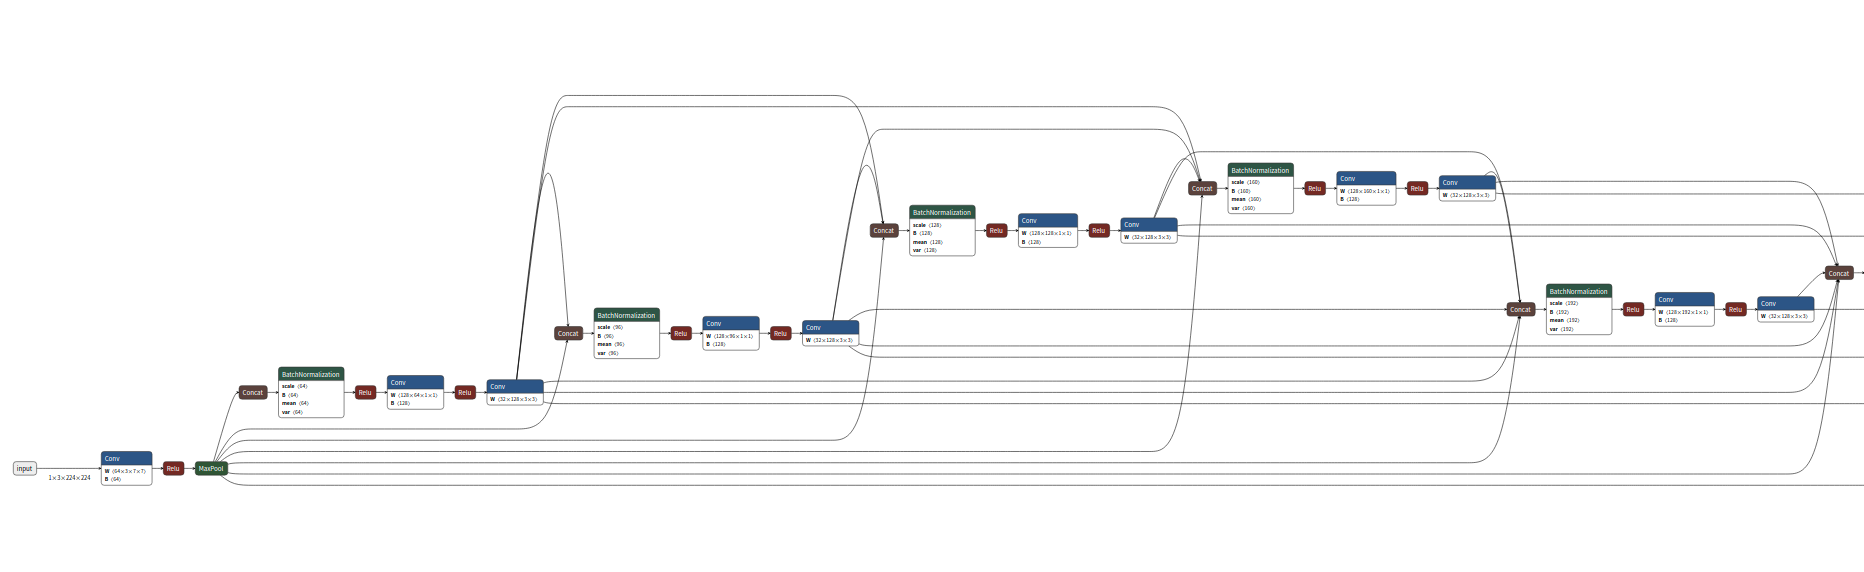 input
1×3×224×224
Conv
W ⟨64×3×7×7⟩
B ⟨64⟩
Relu
MaxPool
Concat
BatchNormalization
scale ⟨64⟩
B ⟨64⟩
mean ⟨64⟩
var ⟨64⟩
Relu
Conv
W ⟨128×64×1×1⟩
B ⟨128⟩
Relu
Conv
W ⟨32×128×3×3⟩
Concat
BatchNormalization
scale ⟨96⟩
B ⟨96⟩
mean ⟨96⟩
var ⟨96⟩
Relu
Conv
W ⟨128×96×1×1⟩
B ⟨128⟩
Relu
Conv
W ⟨32×128×3×3⟩
Concat
BatchNormalization
scale ⟨128⟩
B ⟨128⟩
mean ⟨128⟩
var ⟨128⟩
Relu
Conv
W ⟨128×128×1×1⟩
B ⟨128⟩
Relu
Conv
W ⟨32×128×3×3⟩
Concat
BatchNormalization
scale ⟨160⟩
B ⟨160⟩
mean ⟨160⟩
var ⟨160⟩
Relu
Conv
W ⟨128×160×1×1⟩
B ⟨128⟩
Relu
Conv
W ⟨32×128×3×3⟩
Concat
BatchNormalization
scale ⟨192⟩
B ⟨192⟩
mean ⟨192⟩
var ⟨192⟩
Relu
Conv
W ⟨128×192×1×1⟩
B ⟨128⟩
Relu
Conv
W ⟨32×128×3×3⟩
Concat